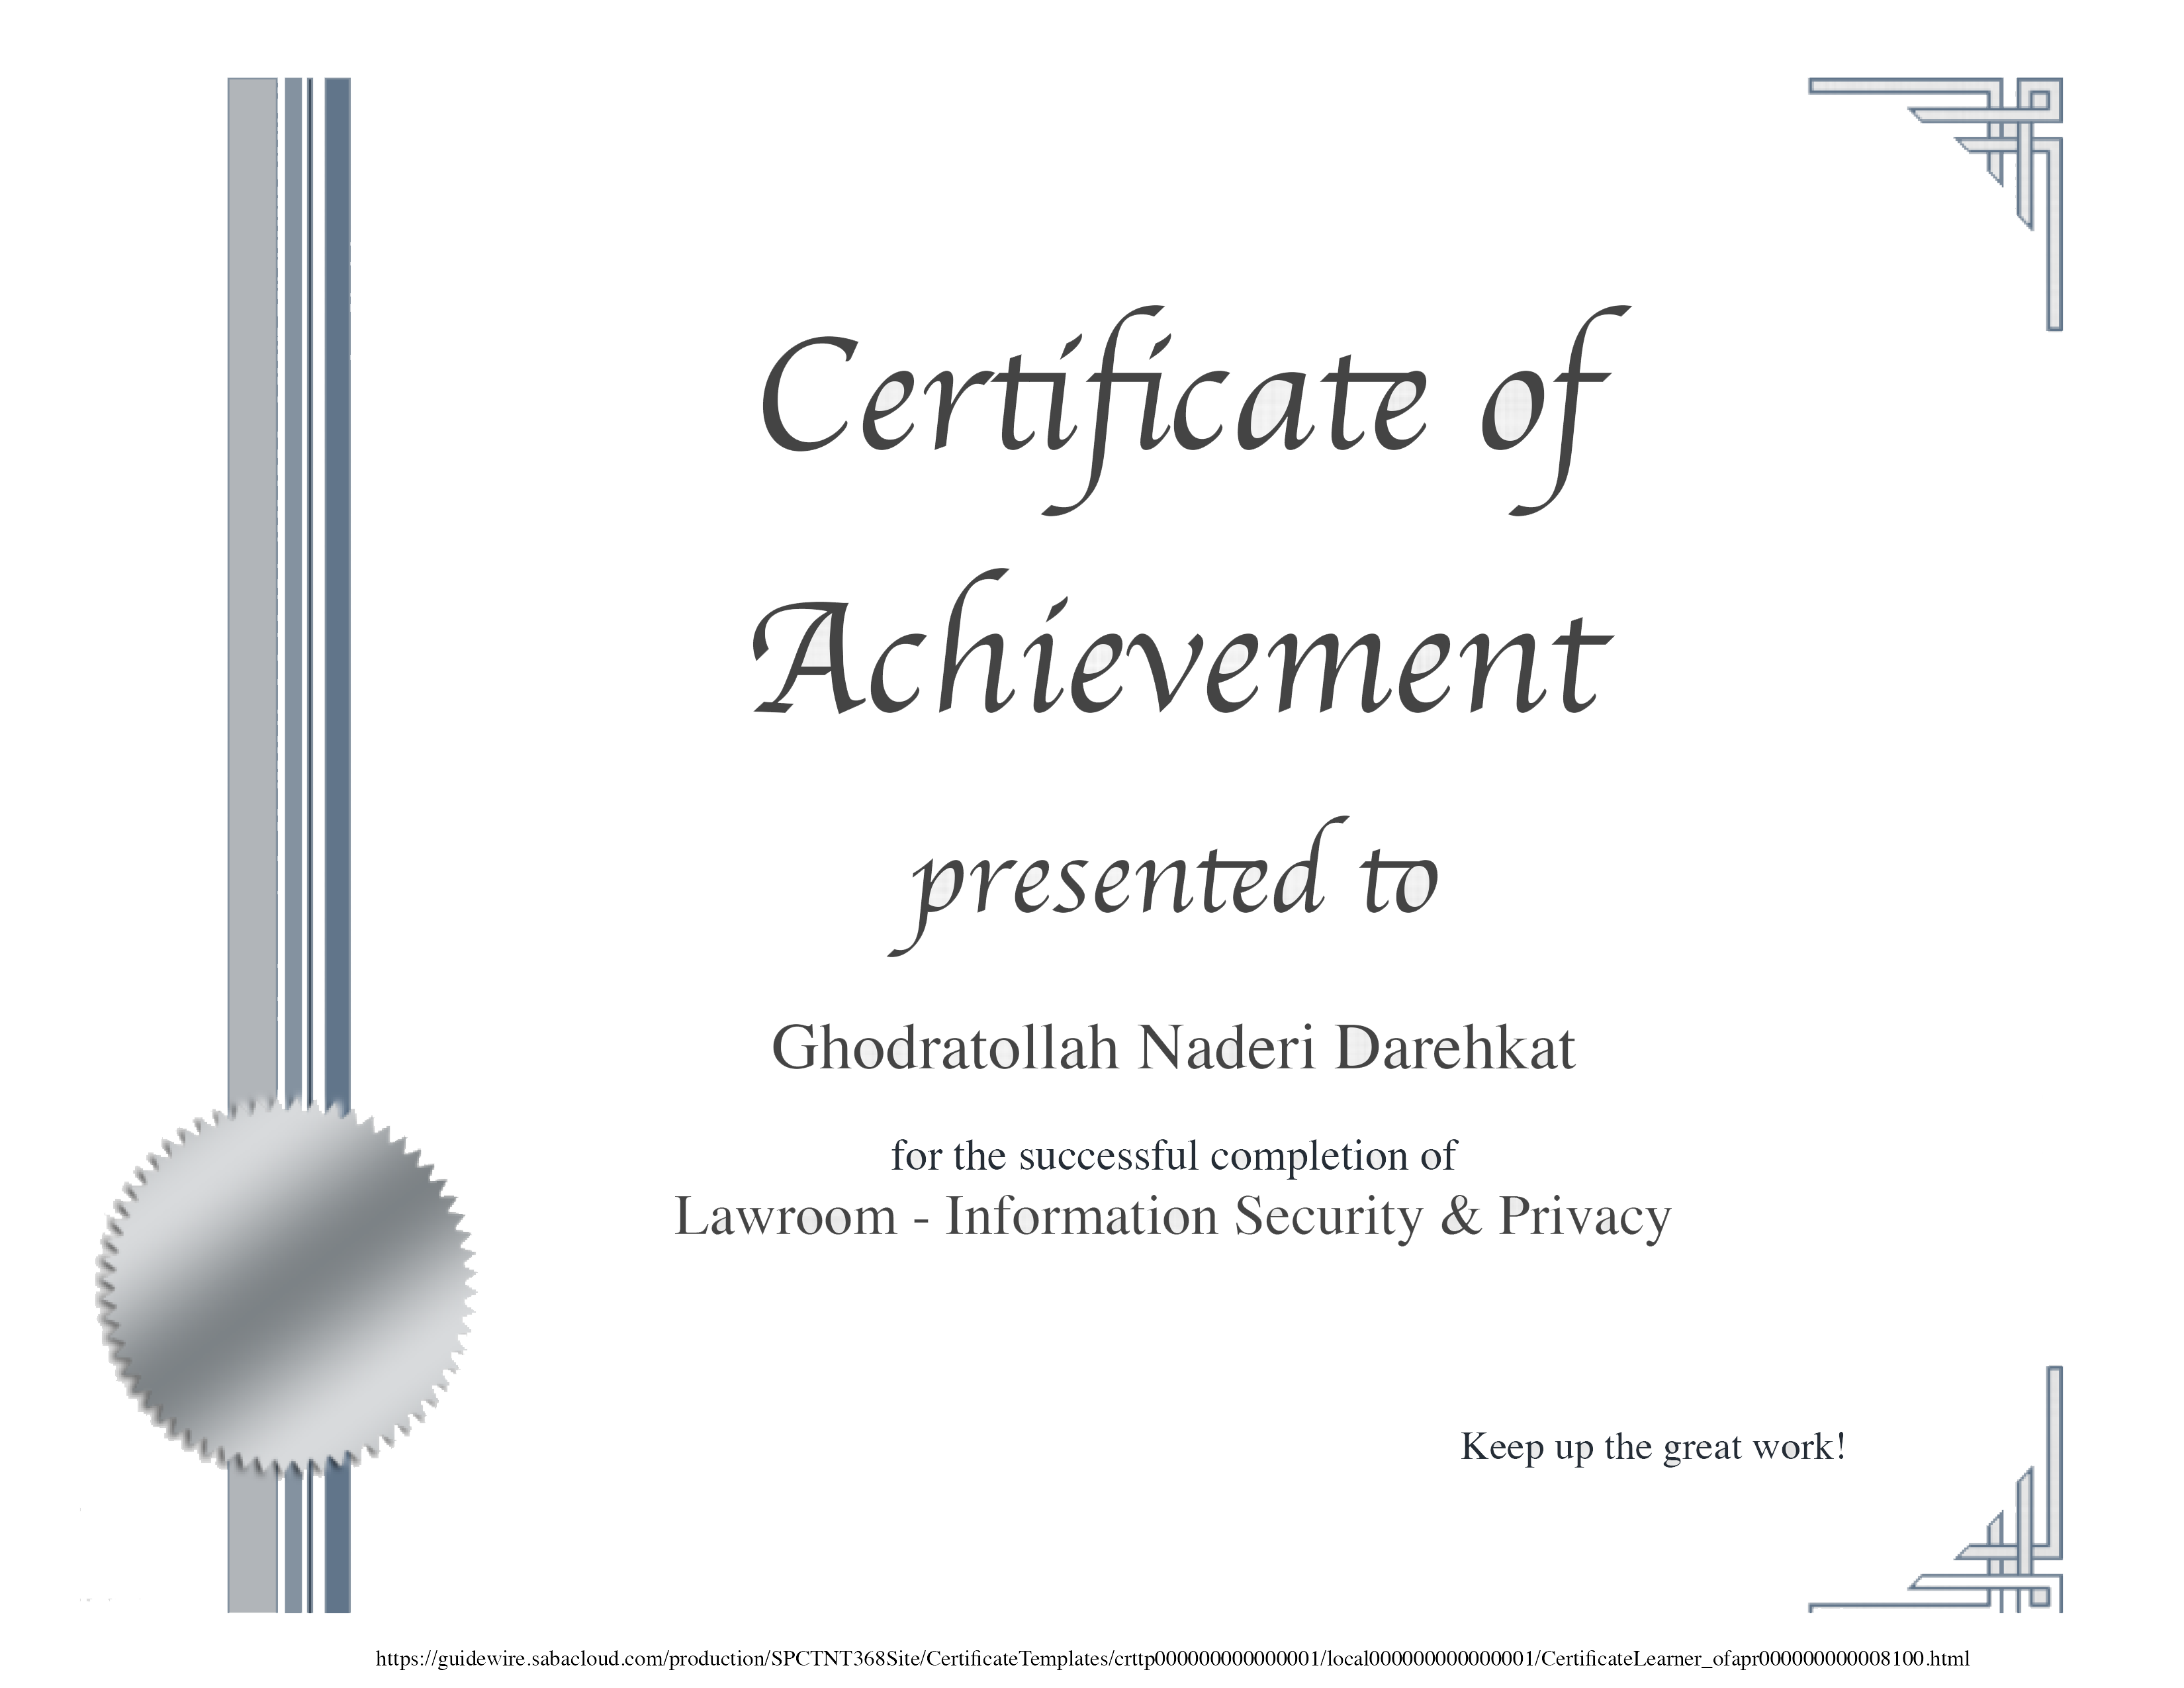 Certificate of
Achievement
presented to
Ghodratollah Naderi Darehkat
for the successful completion of
Lawroom - Information Security & Privacy
Keep up the great work!
https://guidewire.sabacloud.com/production/SPCTNT368Site/CertificateTemplates/crttp000000000000001/local000000000000001/CertificateLearner_ofapr000000000008100.html